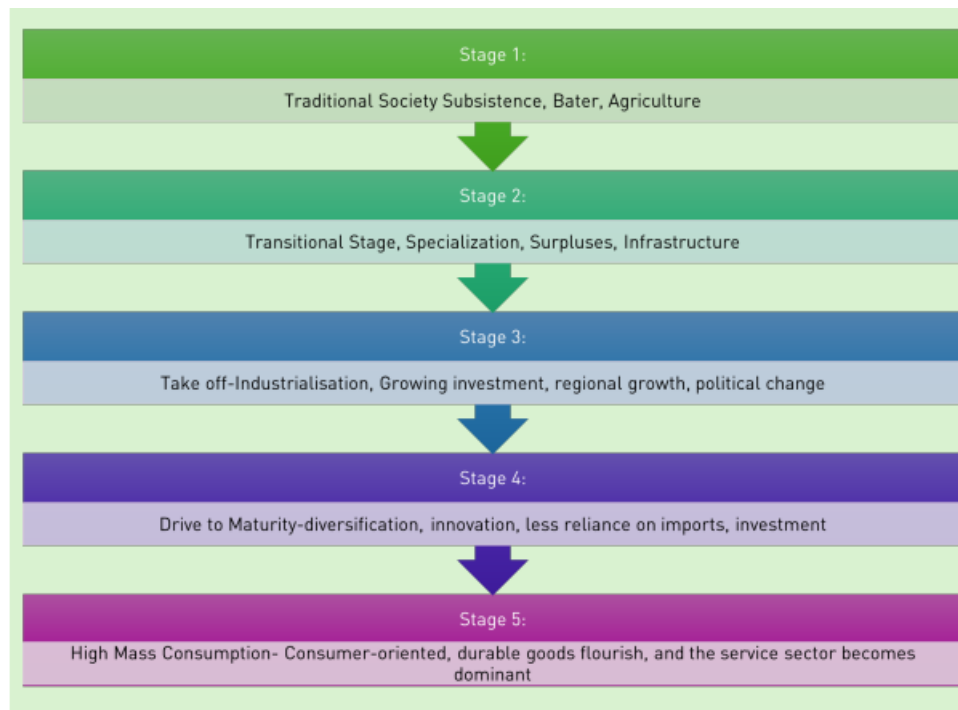 Stage 1:
Traditional Society Subsistence, Bater, Agriculture
Stage 2:
Transitional Stage, Specialization, Surpluses, Infrastructure
Stage 3:
Take off-Industrialisation, Growing investment, regional growth, political change
Stage 4:
Drive to Maturity-diversification, innovation, less reliance on imports, investment
Stage 5:
High Mass Consumption- Consumer-oriented, durable goods flourish, and the service sector becomes
dominant